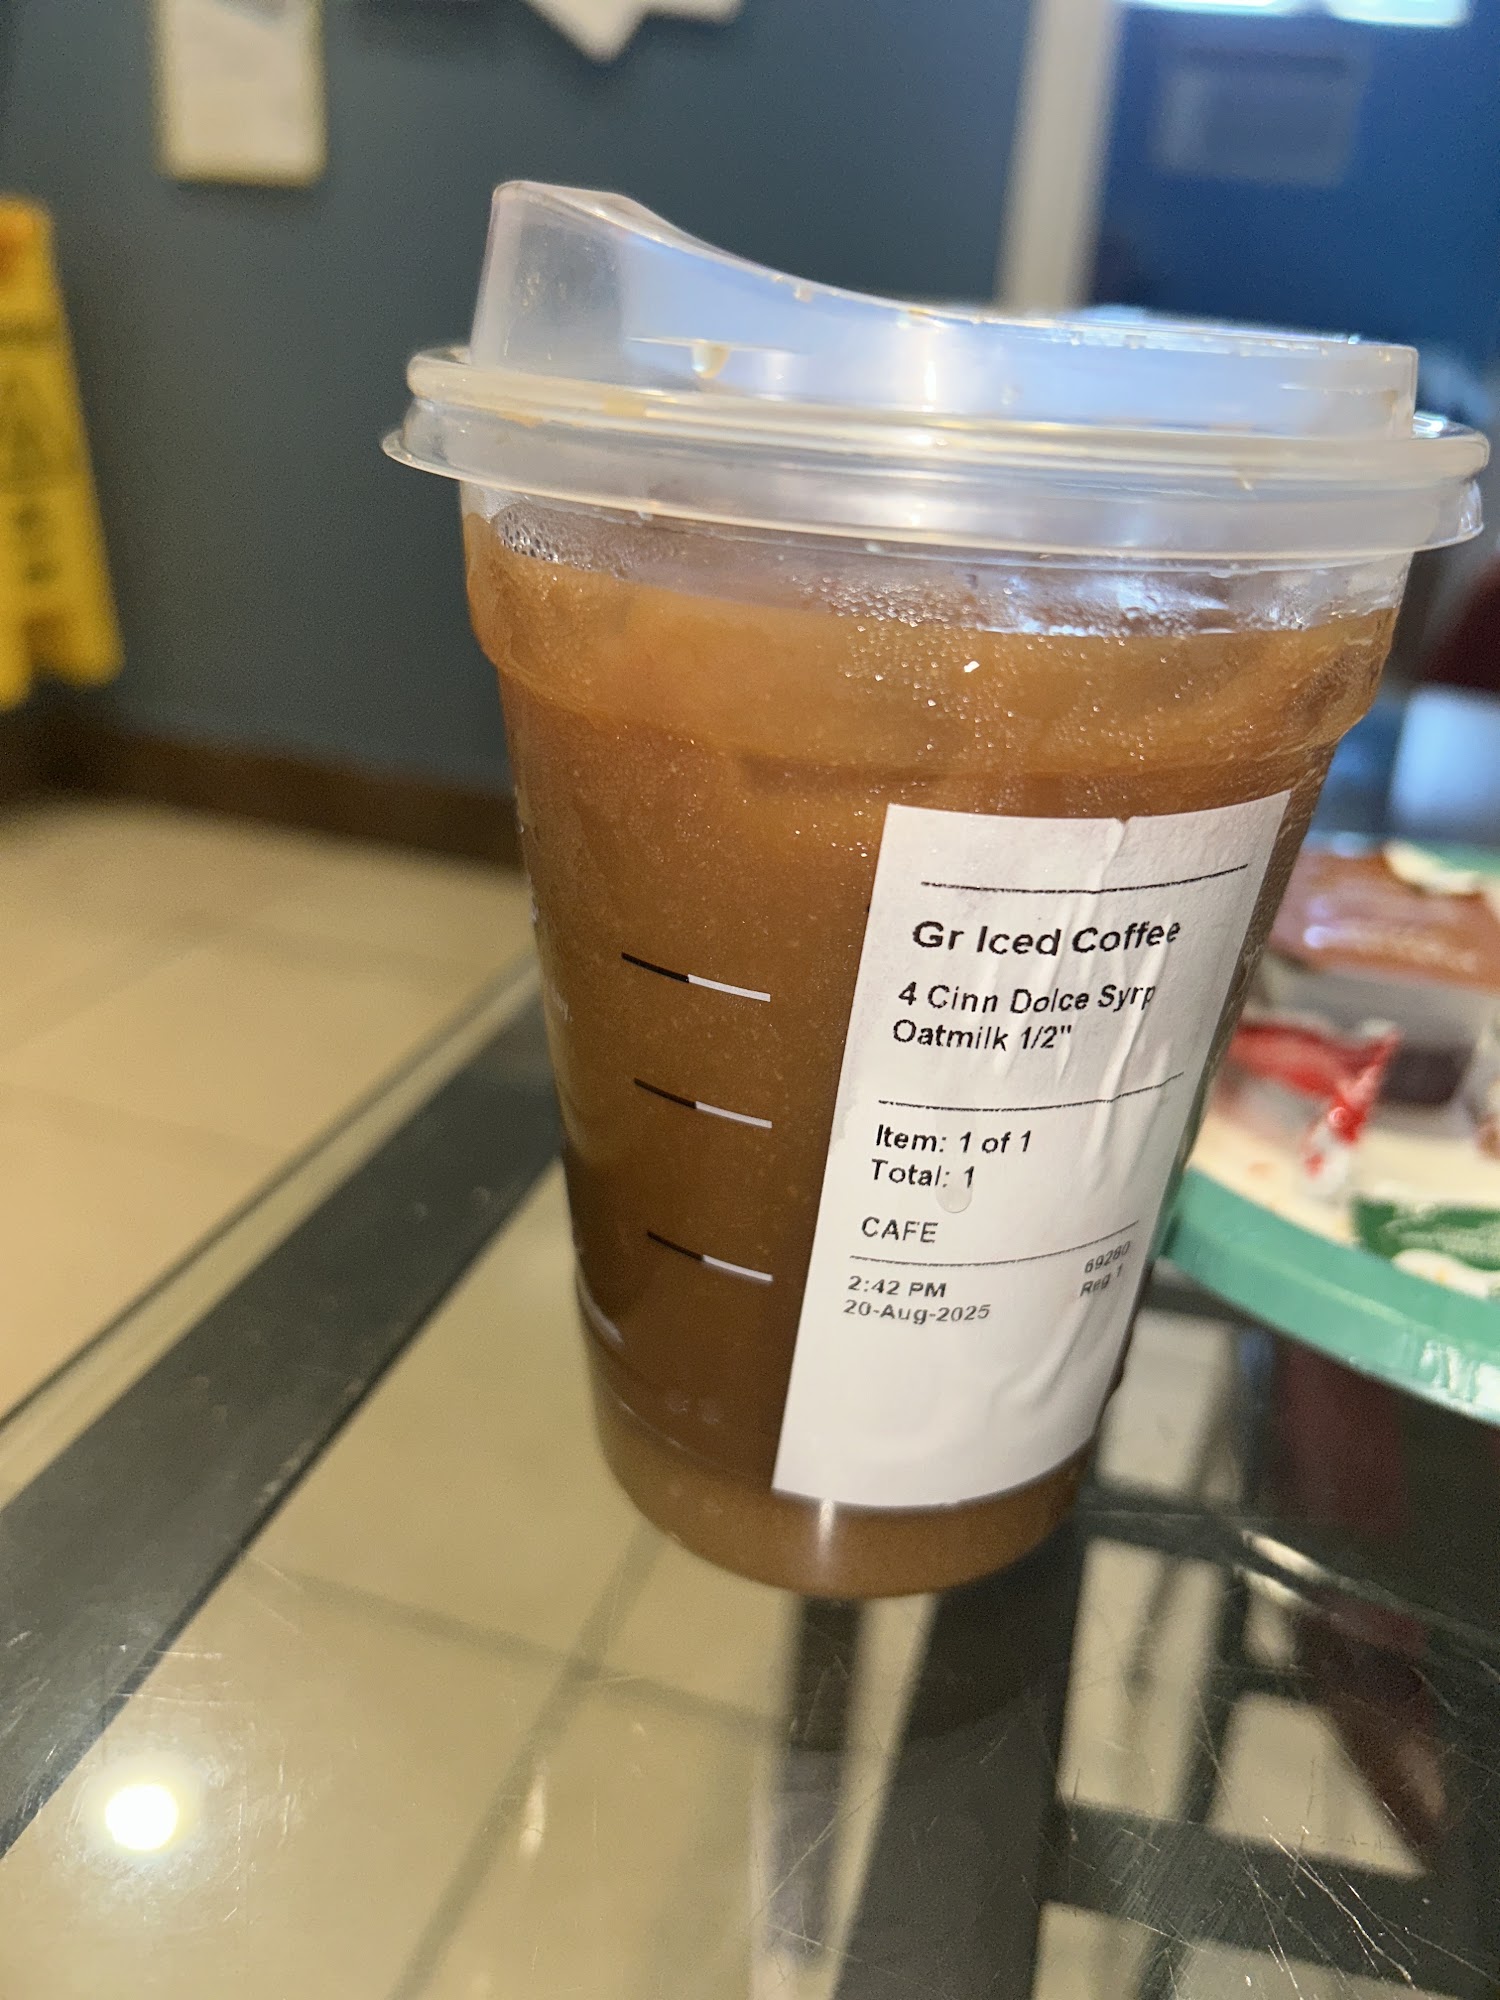 Gr Iced Coffee
4 Cinn Dolce Syrp
Oatmilk 1/2"
Item: 1 of 1
Total: 1
CAFE
69280
2:42 PM
Reg 1
20-Aug-2025